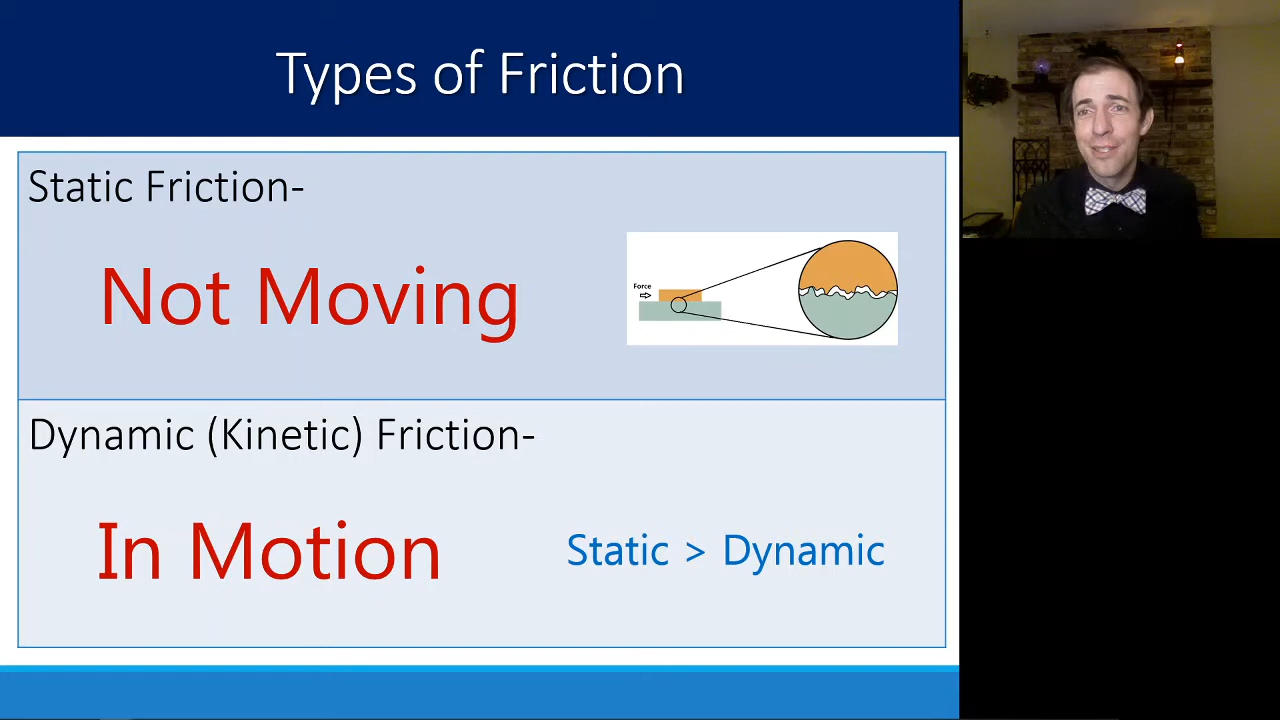 Types of Friction
Static Friction-
Not Moving
Force
Dynamic (Kinetic) Friction-
In Motion
Static > Dynamic